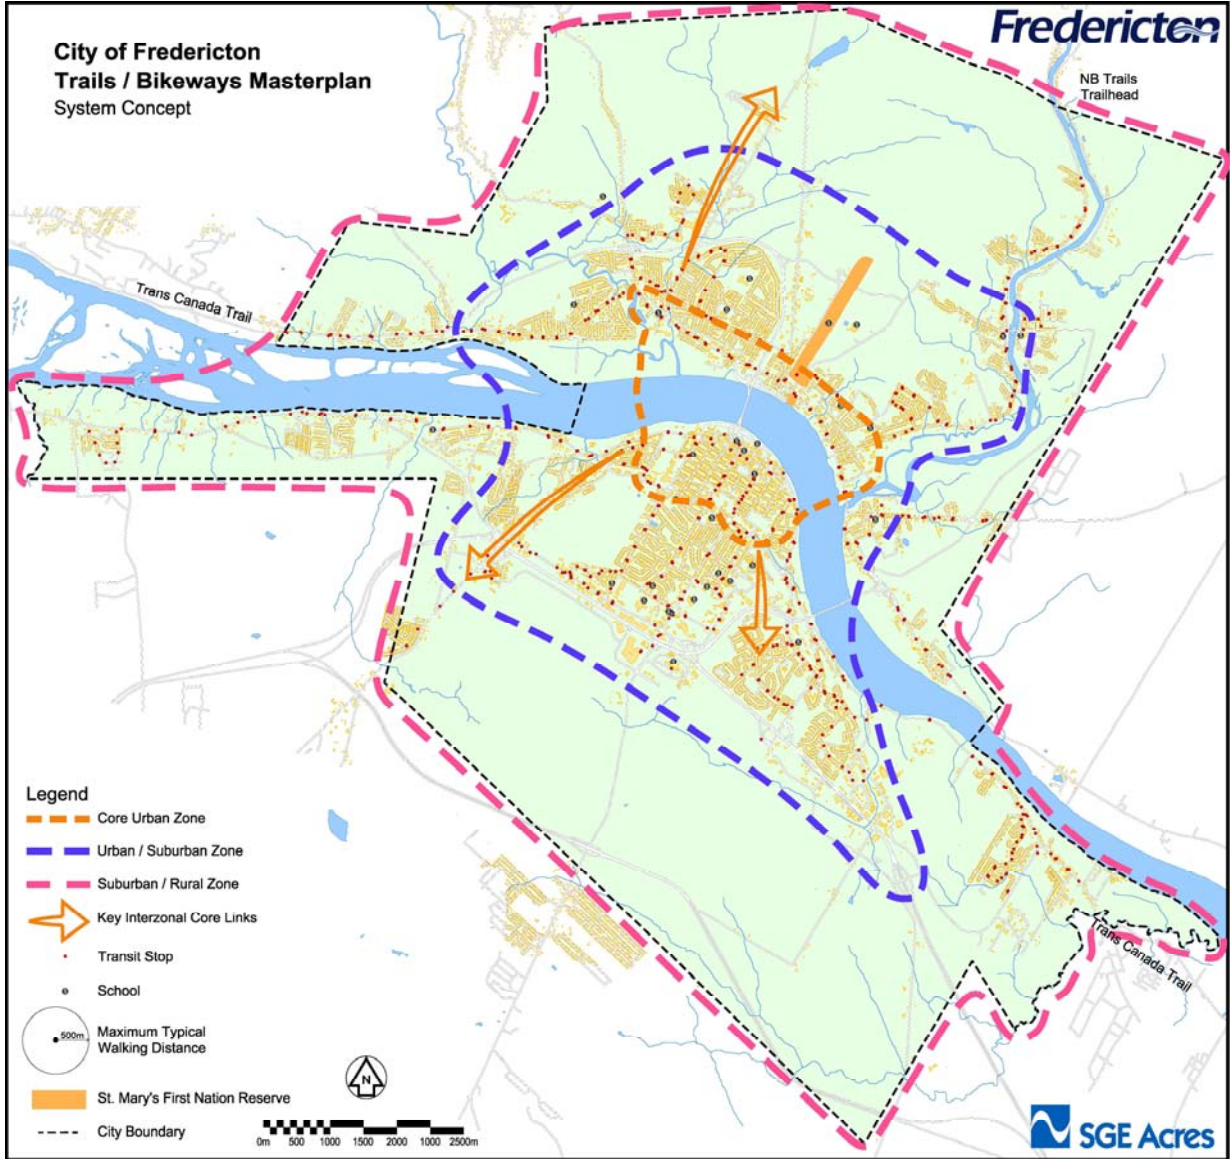 City of Fredericton
Trails / Bikeways Masterplan
System Concept
Fredericton
NB Trails
Trailhead
Trans Canada Trail
Legend
Core Urban Zone
Urban / Suburban Zone
Suburban / Rural Zone
Key Interzonal Core Links
Transit Stop
School
500m
Maximum Typical
Walking Distance
St. Mary's First Nation Reserve
City Boundary
N
0m 500 1000 1500 2000 1000 2500m
Trans Canada Trail
SGE Acres